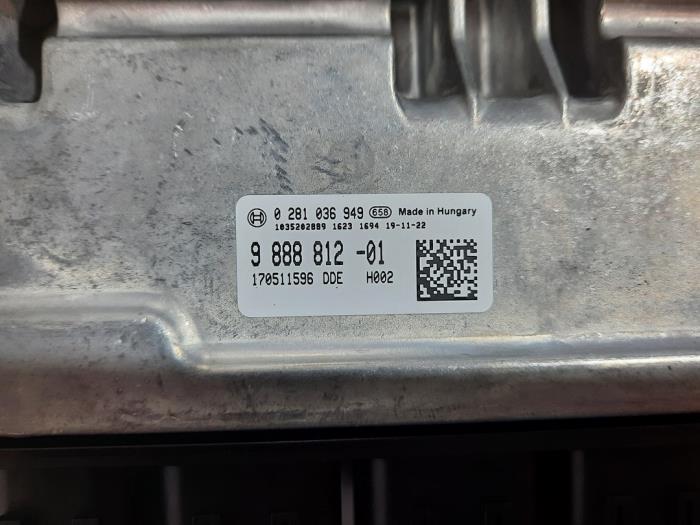 0 281 036 949 658 Made in Hungary
1035202889 1623 1694 19-11-22
9 888 812 -01
170511596 DDE H002